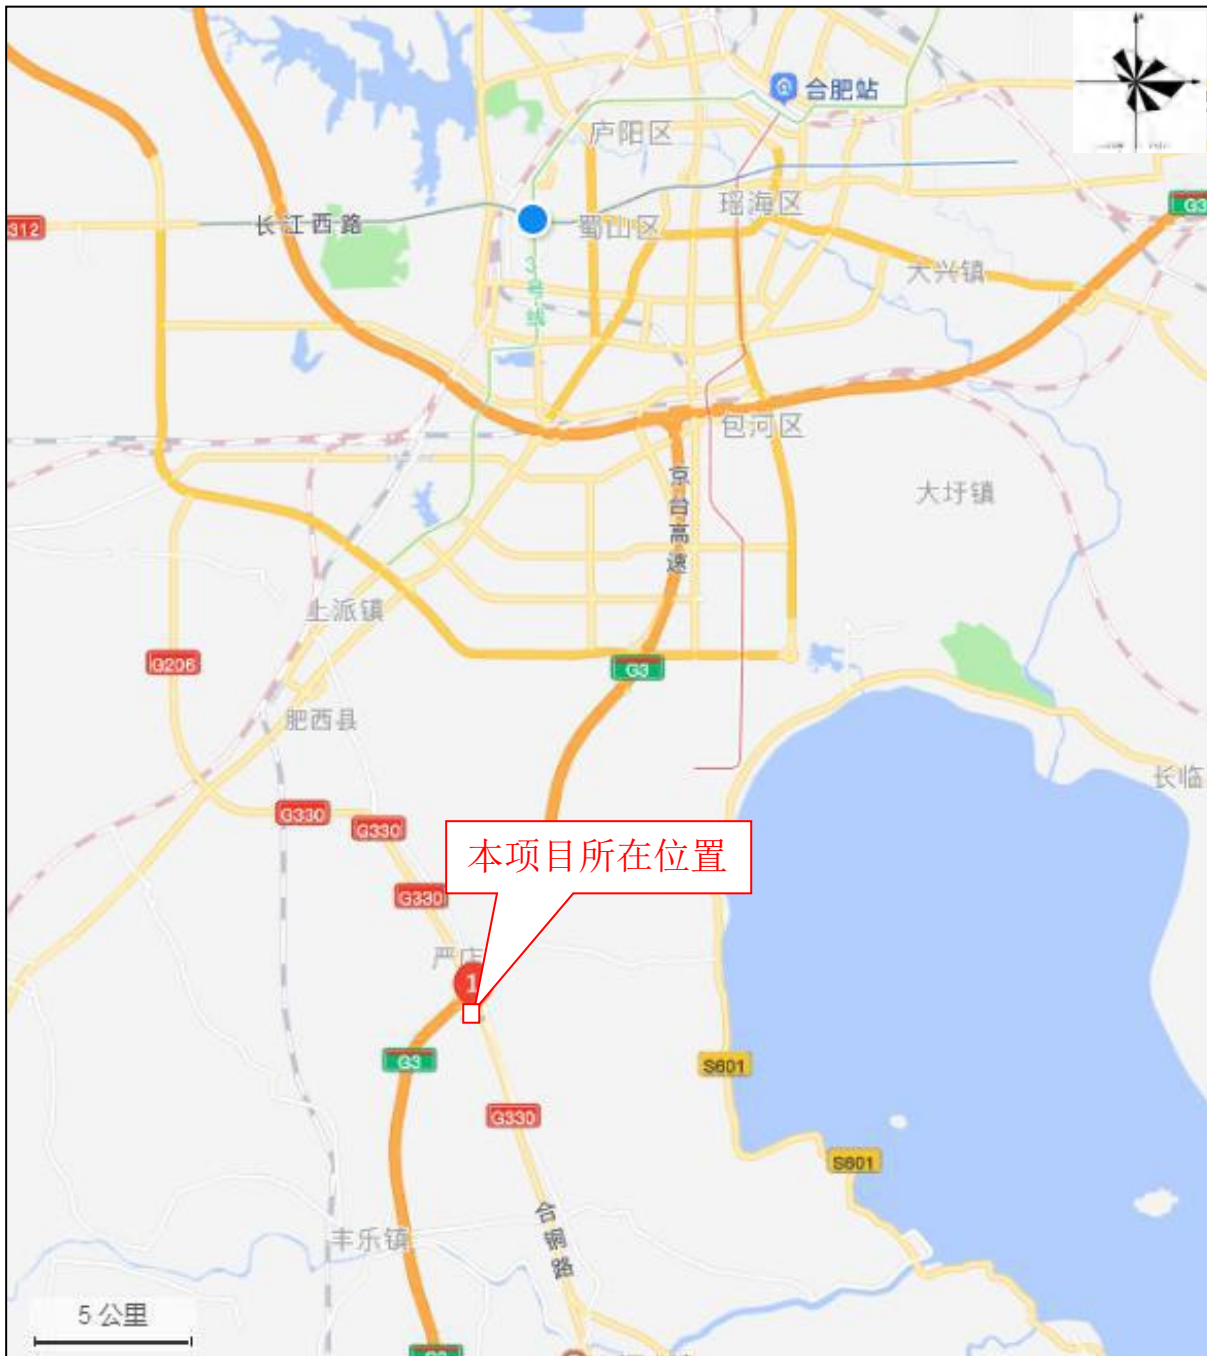 合肥站
庐阳区
瑶海区
G3
312
长江西路
蜀山区
大兴镇
包河区
京台高速
大圩镇
上派镇
G206
G3
肥西县
长临
G330
G330
本项目所在位置
G330
严店
1
G3
S601
G330
S601
合铜路
丰乐镇
5 公里